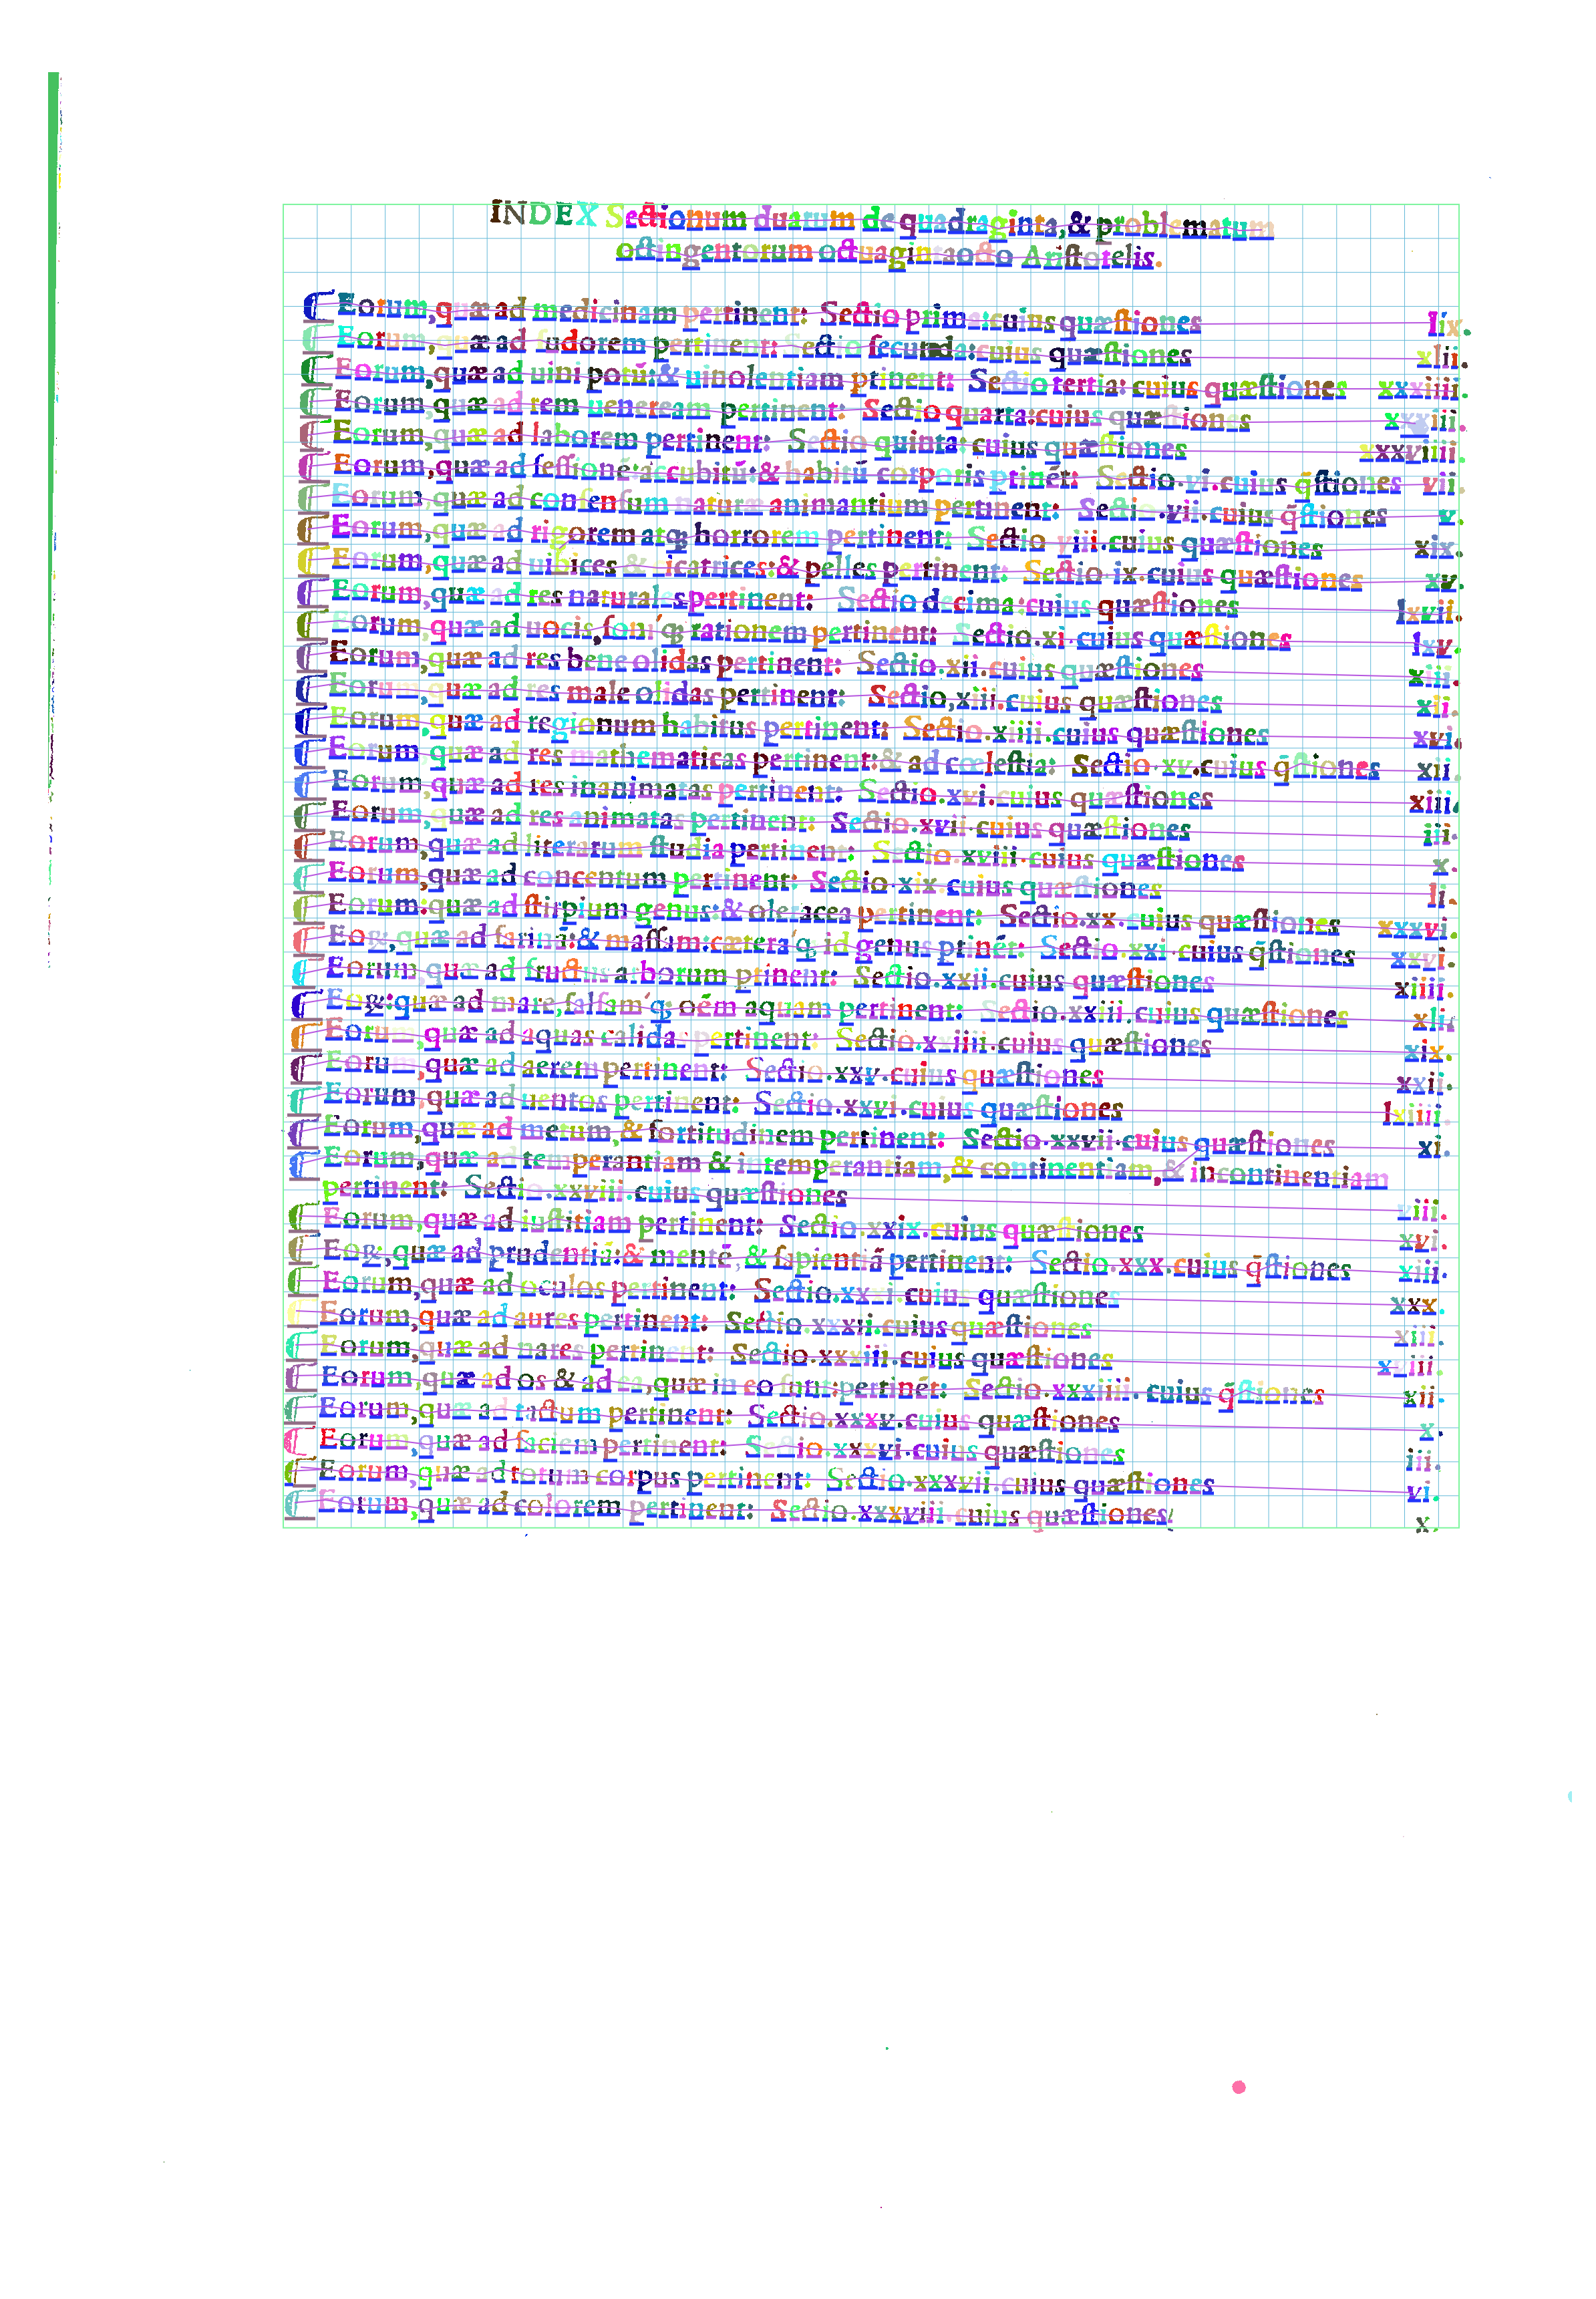 INDEX Sectionum duarum de quadraginta,& problematum
octingentorum octuaginta octo Aristotelis.
¶ Eorum,quæ ad medicinam pertinent: Sectio prima:cuius quæstiones lix.
¶ Eorum,quæ ad sudorem pertinent: Sectio secunda:cuius quæstiones xlii.
¶ Eorum,quæ ad uini potū:& uinolentiam ptinent: Sectio tertia: cuius quæstiones xxxiiii.
¶ Eorum,quæ ad rem ueneream pertinent: Sectio quarta:cuius quæstiones xxxiii.
¶ Eorum,quæ ad laborem pertinent: Sectio quinta: cuius quæstiones xxxviiii.
¶ Eorum,quæ ad sessionē:accubitū:& habitū corporis ptinēt: Sectio.vi.cuius q̄stiones vii.
¶ Eorum,quæ ad consensum naturæ animantium pertinent: Sectio.vii.cuius q̄stiones v.
¶ Eorum,quæ ad rigorem atq; horrorem pertinent: Sectio viii.cuius quæstiones xix.
¶ Eorum,quæ ad uibices & cicatrices:& pelles pertinent: Sectio.ix.cuius quæstiones xv.
¶ Eorum,quæ ad res naturales pertinent: Sectio decima:cuius quæstiones lxvii.
¶ Eorum,quæ ad uocis,soniq; rationem pertinent: Sectio.xi.cuius quæstiones lxv.
¶ Eorum,quæ ad res bene olidas pertinent: Sectio.xii.cuius quæstiones xiii.
¶ Eorum,quæ ad res male olidas pertinent: Sectio,xiii.cuius quæstiones xii.
¶ Eorum,quæ ad regionum habitus pertinent: Sectio.xiiii.cuius quæstiones xvi.
¶ Eorum,quæ ad res mathematicas pertinent:& ad cœlestia: Sectio.xv.cuius q̄stiones xii.
¶ Eorum,quæ ad res inanimatas pertinent: Sectio.xvi.cuius quæstiones xiii.
¶ Eorum,quæ ad res animatas pertinent: Sectio.xvii.cuius quæstiones iii.
¶ Eorum,quæ ad literarum studia pertinent: Sectio.xviii.cuius quæstiones x.
¶ Eorum,quæ ad concentum pertinent: Sectio.xix.cuius quæstiones li.
¶ Eorum:quæ ad stirpium genus:& oleracea pertinent: Sectio.xx.cuius quæstiones xxxvi.
¶ Eoꝝ,quæ ad farinā:& massam:cætera q; id genus ptinēt: Sectio.xxi.cuius q̄stiones xxvi.
¶ Eorum quæ ad fructus arborum ptinent: Sectio.xxii.cuius quæstiones xiiii.
¶ Eoꝝ:quæ ad mare,salsam q; oēm aquam pertinent: Sectio.xxiii.cuius quæstiones xli.
¶ Eorum,quæ ad aquas calidas pertinent: Sectio.xxiiii.cuius quæstiones xix.
¶ Eorum,quæ ad aerem pertinent: Sectio.xxv.cuius quæstiones xxii.
¶ Eorum,quæ ad uentos pertinent: Sectio.xxvi.cuius quæstiones lxiiii.
¶ Eorum,quæ ad metum,& fortitudinem pertinent: Sectio.xxvii.cuius quæstiones xi.
¶ Eorum,quæ ad temperantiam & intemperantiam,& continentiam,& incontinentiam
pertinent: Sectio.xxviii.cuius quæstiones viii.
¶ Eorum,quæ ad iustitiam pertinent: Sectio.xxix.cuius quæstiones xvi.
¶ Eoꝝ,quæ ad prudentiā:& mentē,& sapientiā pertinent: Sectio.xxx.cuius q̄stiones xiii.
¶ Eorum,quæ ad oculos pertinent: Sectio.xxxi.cuius quæstiones xxx.
¶ Eorum,quæ ad aures pertinent: Sectio.xxxii.cuius quæstiones xiii.
¶ Eorum,quæ ad nares pertinent: Sectio.xxxiii.cuius quæstiones xviii.
¶ Eorum,quæ ad os & ad ea,quæ in eo sunt:pertinēt: Sectio.xxxiiii.cuius q̄stiones xii.
¶ Eorum,quæ ad tactum pertinent: Sectio.xxxv.cuius quæstiones x.
¶ Eorum,quæ ad faciem pertinent: Sectio.xxxvi.cuius quæstiones iii.
¶ Eorum,quæ ad totum corpus pertinent: Sectio.xxxvii.cuius quæstiones vi.
¶ Eorum,quæ ad colorem pertinent: Sectio.xxxviii.cuius quæstiones x.